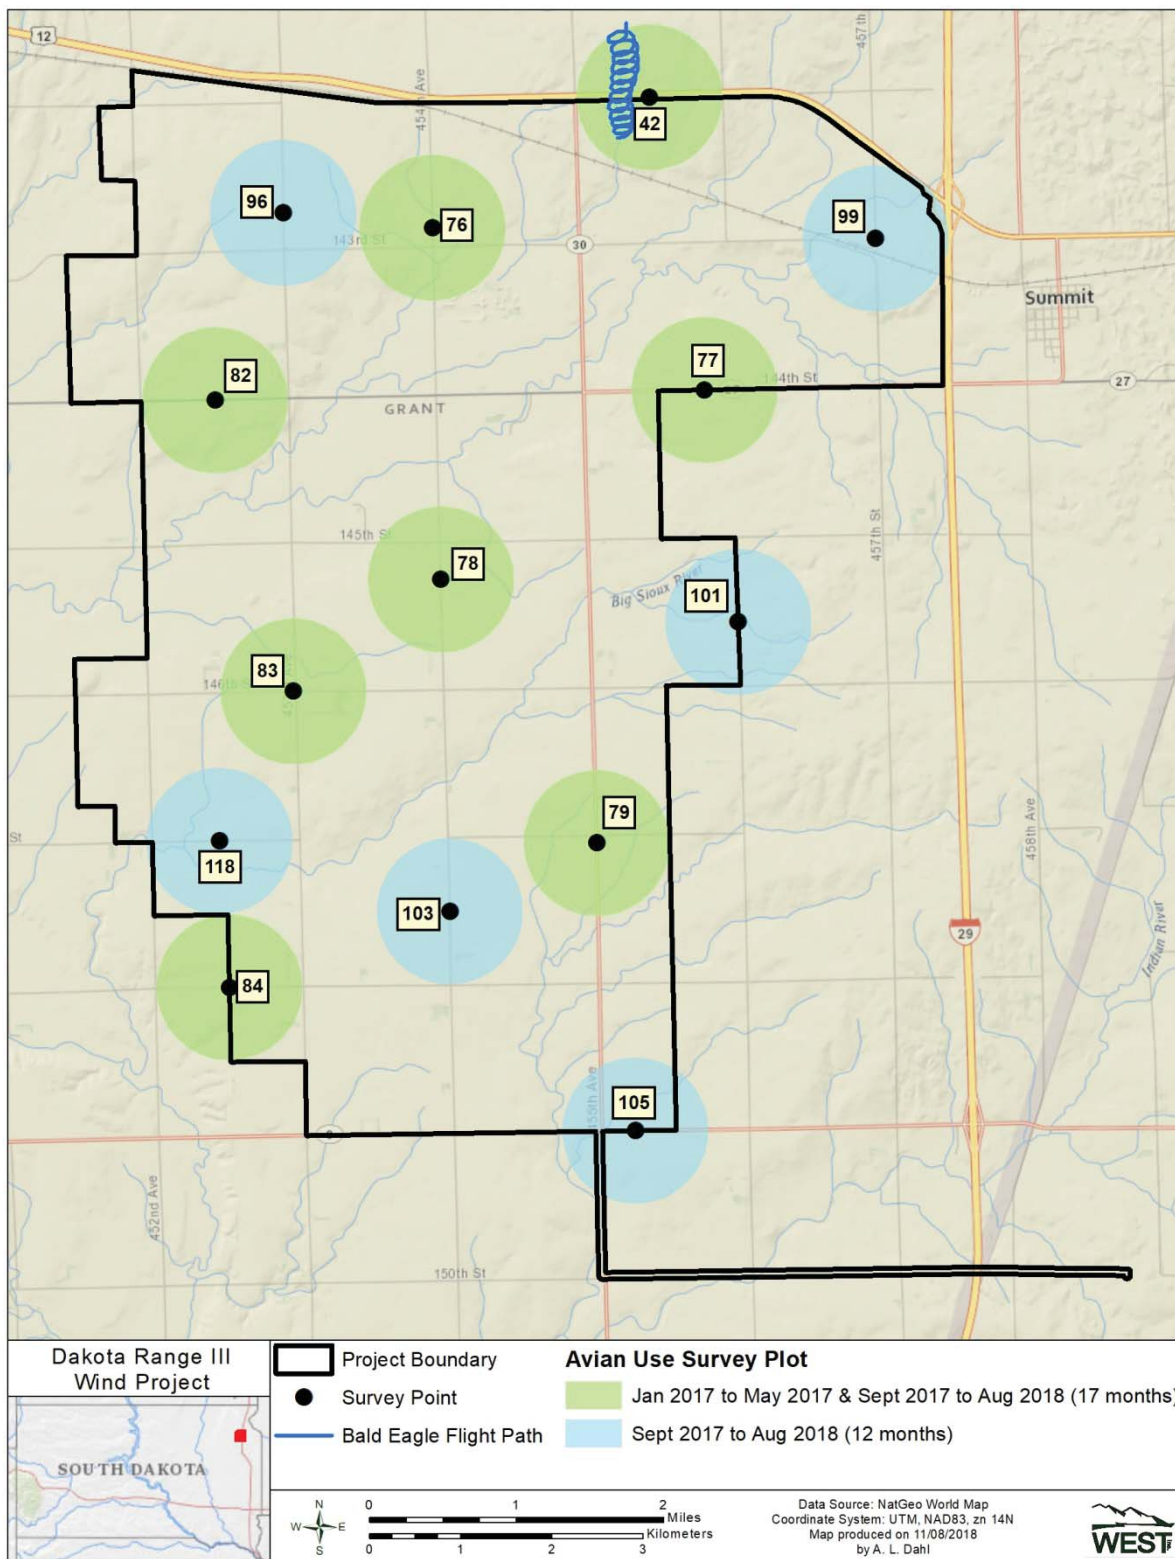 12
457th
454th Ave
42
96
76
99
143rd St
30
Summit
82
77
144th St
27
GRANT
145th St
78
457th St
Big Sioux River
101
83
146th S
79
458th Ave
St
118
103
29
Indian River
84
105
455th Ave
452nd Ave
150th St
Dakota Range III
Wind Project
SOUTH DAKOTA
Project Boundary
Survey Point
Bald Eagle Flight Path
Avian Use Survey Plot
Jan 2017 to May 2017 & Sept 2017 to Aug 2018 (17 months)
Sept 2017 to Aug 2018 (12 months)
N
W E
S
0 1 2
Miles
Kilometers
0 1 2 3
Data Source: NatGeo World Map
Coordinate System: UTM, NAD83, zn 14N
Map produced on 11/08/2018
by A. L. Dahl
WEST